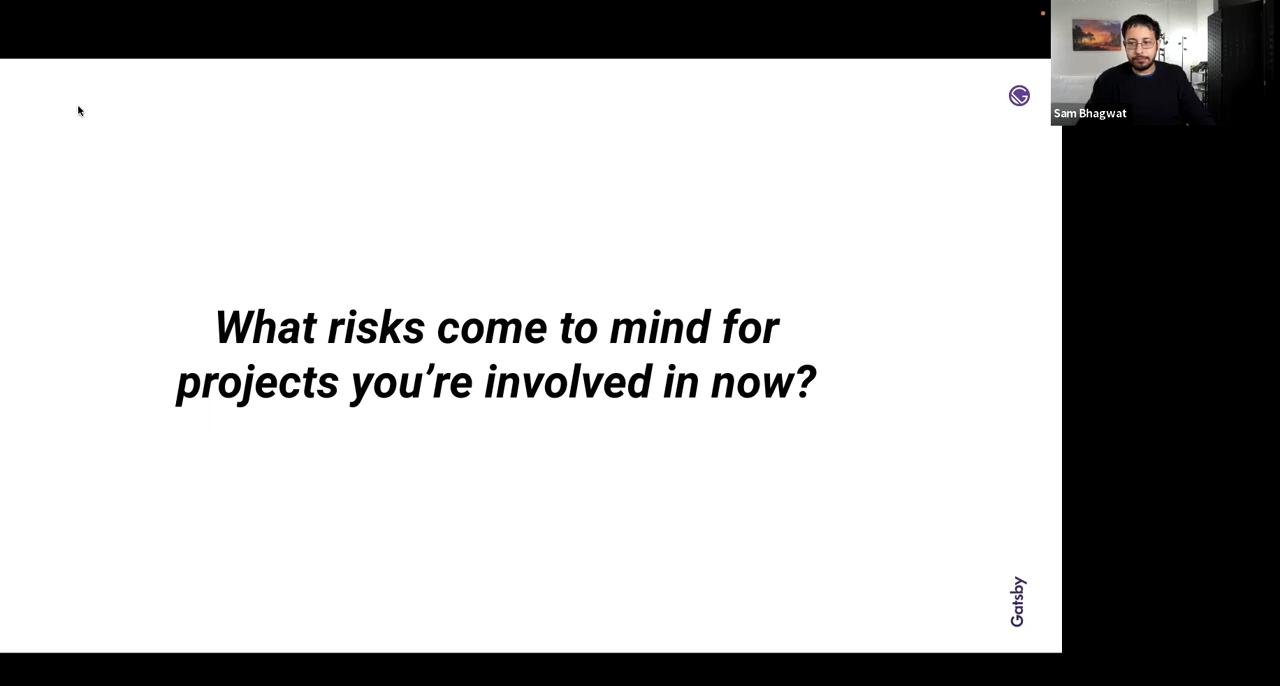 Sam Bhagwat
What risks come to mind for
projects you’re involved in now?
Gatsby